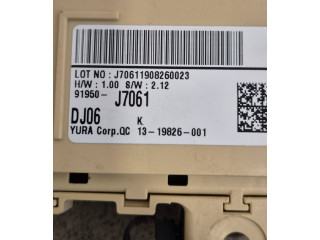 LOT NO : J70611908260023
H/W : 1.00 S/W : 2.12
91950- J7061
DJ06 K
YURA Corp.QC 13-19826-001